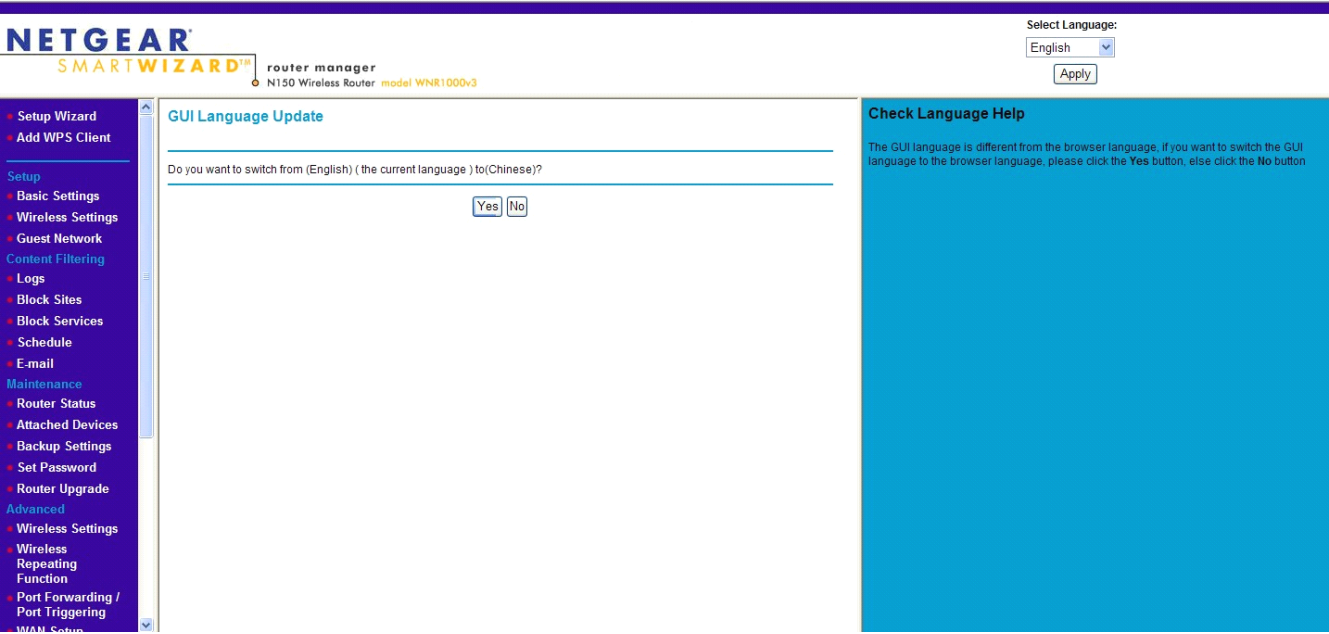 Select Language:
English
Apply
NETGEAR
SMARTWIZARD™
router manager
N150 Wireless Router model WNR1000v3
Setup Wizard
Add WPS Client
Setup
Basic Settings
Wireless Settings
Guest Network
Content Filtering
Logs
Block Sites
Block Services
Schedule
E-mail
Maintenance
Router Status
Attached Devices
Backup Settings
Set Password
Router Upgrade
Advanced
Wireless Settings
Wireless
Repeating
Function
Port Forwarding /
Port Triggering
WAN Setup
GUI Language Update
Do you want to switch from (English) ( the current language ) to(Chinese)?
Yes No
Check Language Help
The GUI language is different from the browser language, if you want to switch the GUI
language to the browser language, please click the Yes button, else click the No button